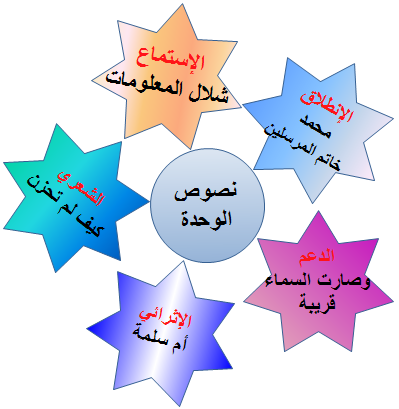 الإستماع
شلال المعلومات
الإنطلاق
محمد
خاتم المرسلين
الشعري
كيف لم تحزن
نصوص
الوحدة
الدعم
وصارت السماء
قريبة
الإثرائي
أم سلمة